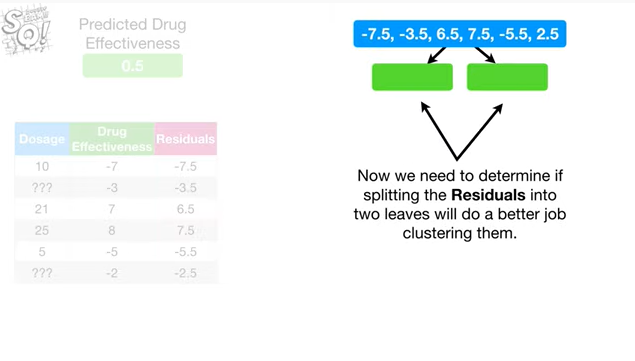 Predicted Drug
Effectiveness
0.5
-7.5, -3.5, 6.5, 7.5, -5.5, 2.5
Dosage Drug Effectiveness Residuals
10 -7 -7.5
??? -3 -3.5
21 7 6.5
25 8 7.5
5 -5 -5.5
??? -2 -2.5
Now we need to determine if
splitting the Residuals into
two leaves will do a better job
clustering them.